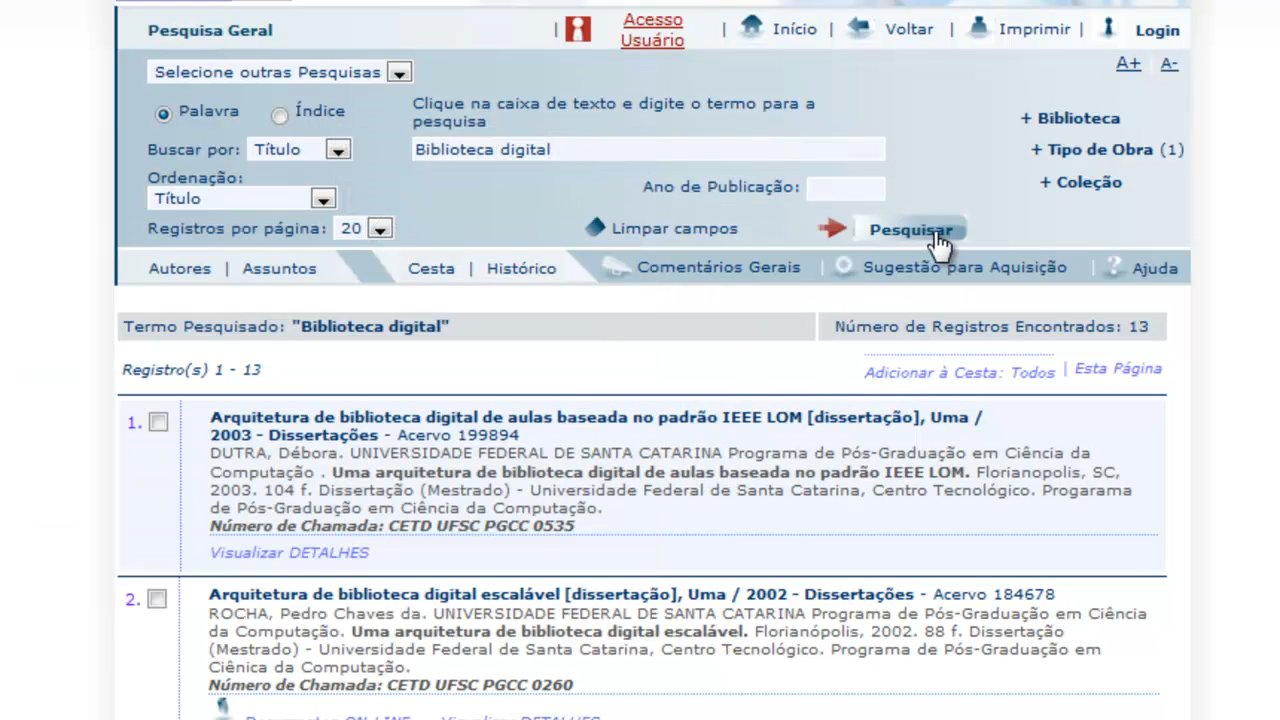 Pesquisa Geral | Acesso Usuário | Início | Voltar | Imprimir | Login
A+ A-
Selecione outras Pesquisas
Palavra Índice Clique na caixa de texto e digite o termo para a
pesquisa
+ Biblioteca
Buscar por: Título Biblioteca digital + Tipo de Obra (1)
Ordenação:
Título Ano de Publicação: + Coleção
Registros por página: 20 Limpar campos Pesquisar
Autores | Assuntos Cesta | Histórico Comentários Gerais | Sugestão para Aquisição | Ajuda
Termo Pesquisado: "Biblioteca digital" Número de Registros Encontrados: 13
Registro(s) 1 - 13 Adicionar à Cesta: Todos | Esta Página
1. Arquitetura de biblioteca digital de aulas baseada no padrão IEEE LOM [dissertação], Uma /
2003 - Dissertações - Acervo 199894
DUTRA, Débora. UNIVERSIDADE FEDERAL DE SANTA CATARINA Programa de Pós-Graduação em Ciência da
Computação . Uma arquitetura de biblioteca digital de aulas baseada no padrão IEEE LOM. Florianopolis, SC,
2003. 104 f. Dissertação (Mestrado) - Universidade Federal de Santa Catarina, Centro Tecnológico. Progarama
de Pós-Graduação em Ciência da Computação.
Número de Chamada: CETD UFSC PGCC 0535
Visualizar DETALHES
2. Arquitetura de biblioteca digital escalável [dissertação], Uma / 2002 - Dissertações - Acervo 184678
ROCHA, Pedro Chaves da. UNIVERSIDADE FEDERAL DE SANTA CATARINA Programa de Pós-Graduação em Ciência
da Computação. Uma arquitetura de biblioteca digital escalável. Florianópolis, 2002. 88 f. Dissertação
(Mestrado) - Universidade Federal de Santa Catarina, Centro Tecnológico. Programa de Pós-Graduação em
Ciênica da Computação.
Número de Chamada: CETD UFSC PGCC 0260
ON-LINE Visualizar DETALHES